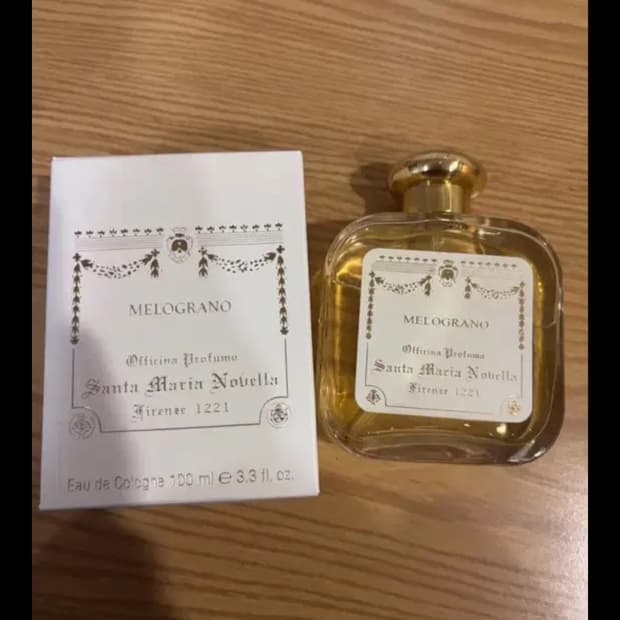 MELOGRANO
Officina Profumo
Santa Maria Novella
Firenze 1221
Eau de Cologne 100 ml ℮ 3.3 fl. oz.
MELOGRANO
Officina Profumo
Santa Maria Novella
Firenze 1221